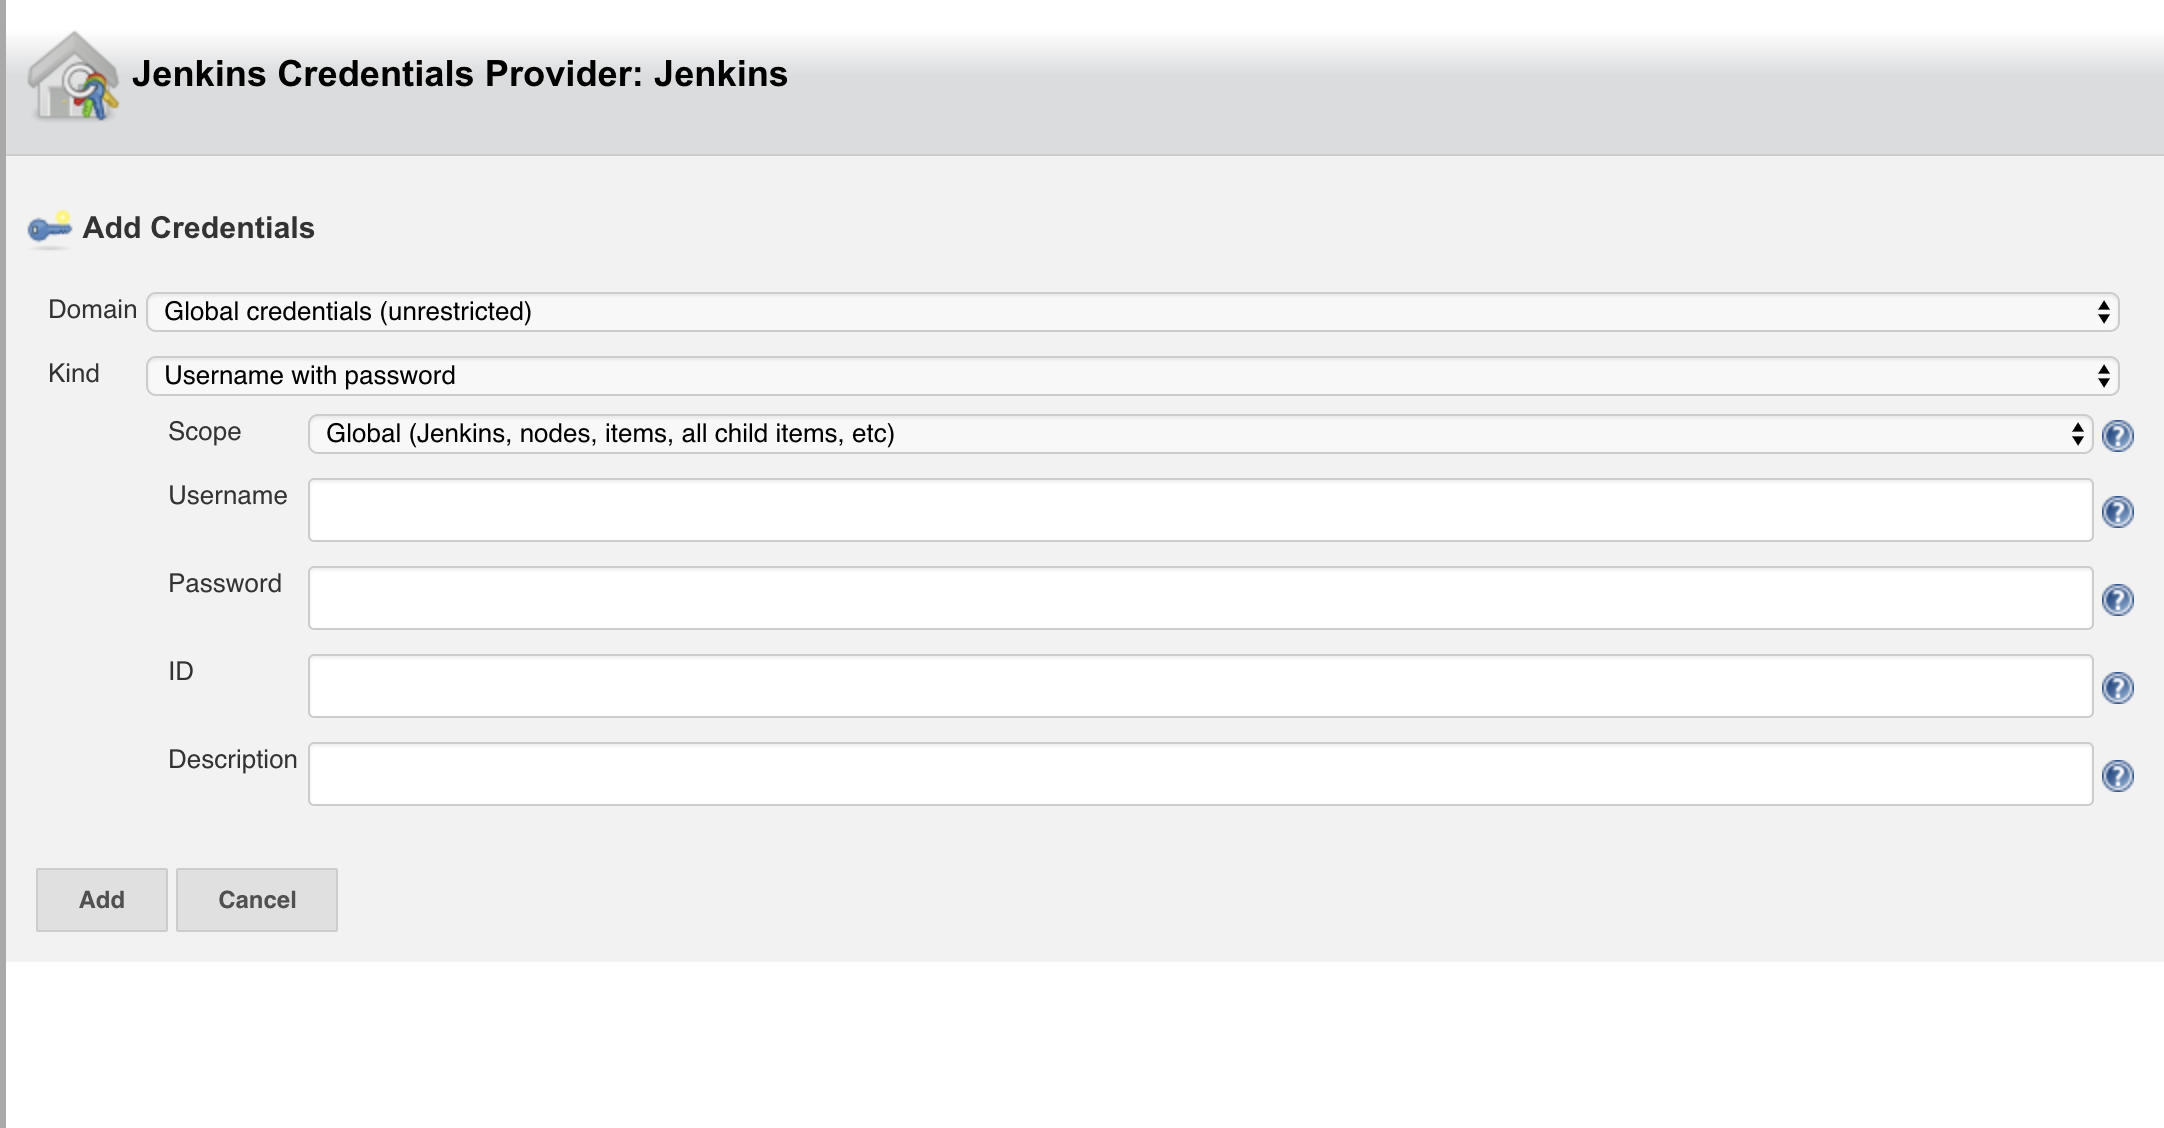 Jenkins Credentials Provider: Jenkins
Add Credentials
Domain Global credentials (unrestricted)
Kind Username with password
Scope Global (Jenkins, nodes, items, all child items, etc)
Username
Password
ID
Description
Add Cancel